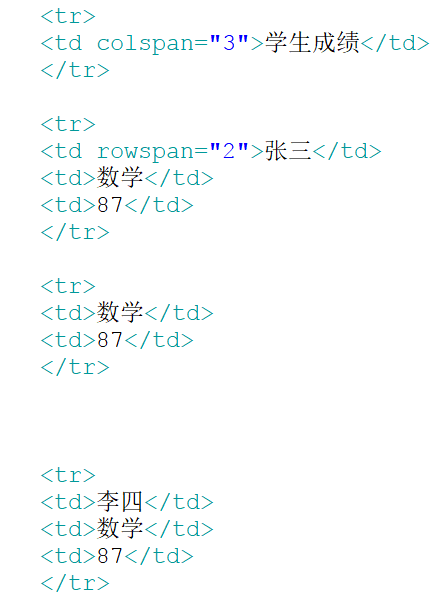 <tr>
<td colspan="3">学生成绩</td>
</tr>
<tr>
<td rowspan="2">张三</td>
<td>数学</td>
<td>87</td>
</tr>
<tr>
<td>数学</td>
<td>87</td>
</tr>
<tr>
<td>李四</td>
<td>数学</td>
<td>87</td>
</tr>